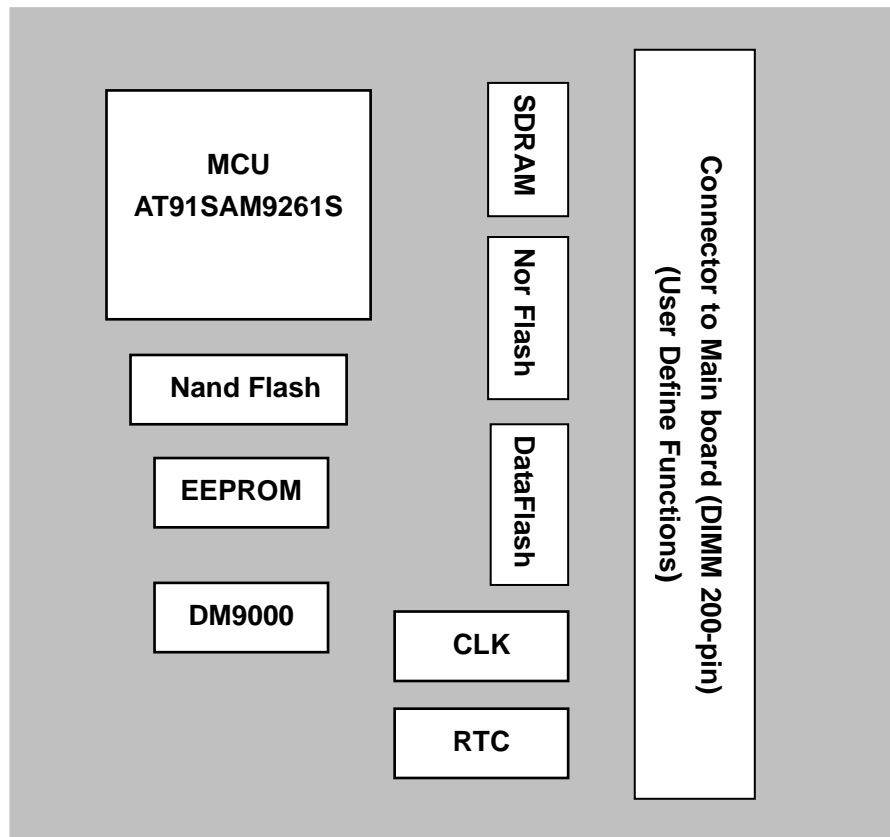 MCU
AT91SAM9261S
SDRAM
Nor Flash
Nand Flash
DataFlash
EEPROM
DM9000
CLK
RTC
Connector to Main board (DIMM 200-pin)
(User Define Functions)